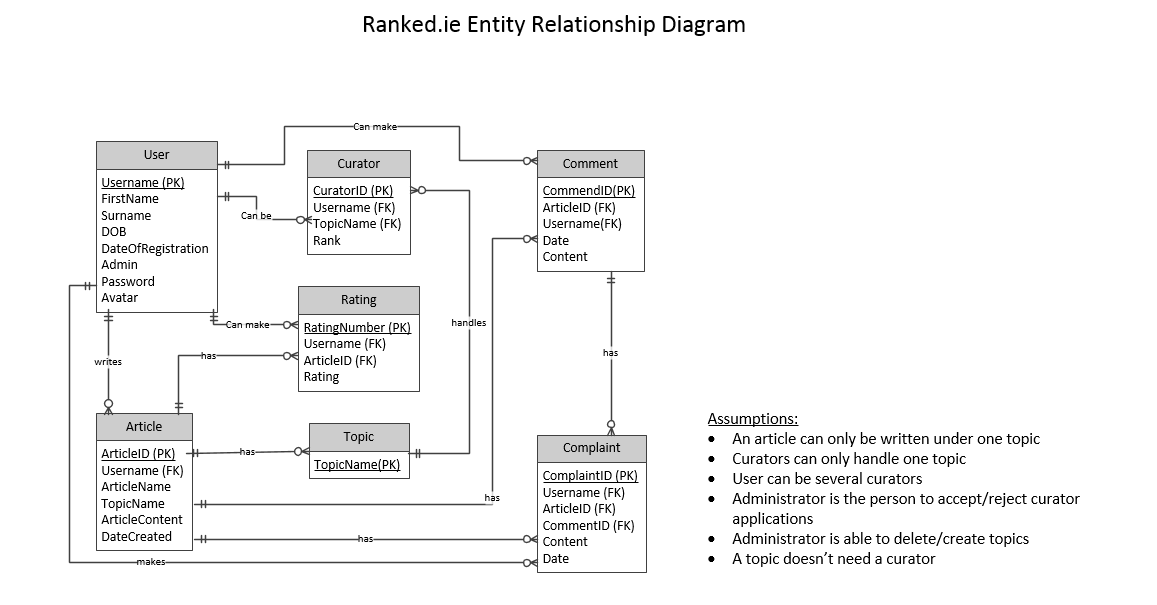 Ranked.ie Entity Relationship Diagram
Can make
User
Username (PK)
FirstName
Surname
DOB
DateOfRegistration
Admin
Password
Avatar
Can be
Curator
CuratorID (PK)
Username (FK)
TopicName (FK)
Rank
Comment
CommendID(PK)
ArticleID (FK)
Username(FK)
Date
Content
Can make
Rating
RatingNumber (PK)
Username (FK)
ArticleID (FK)
Rating
handles
writes
has
has
Article
ArticleID (PK)
Username (FK)
ArticleName
TopicName
ArticleContent
DateCreated
has
Topic
TopicName(PK)
has
Complaint
ComplaintID (PK)
Username (FK)
ArticleID (FK)
CommentID (FK)
Content
Date
has
makes
Assumptions:
• An article can only be written under one topic
• Curators can only handle one topic
• User can be several curators
• Administrator is the person to accept/reject curator
applications
• Administrator is able to delete/create topics
• A topic doesn't need a curator